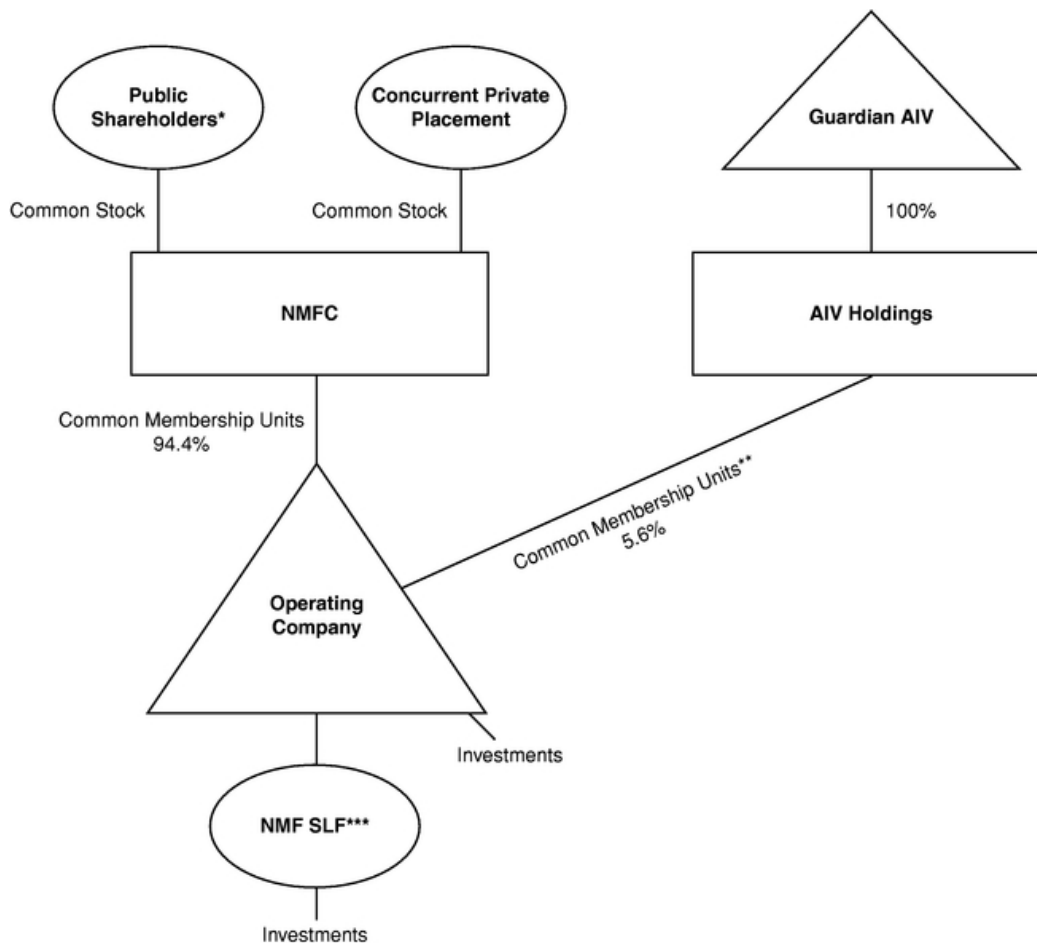 Public
Shareholders*
Concurrent Private
Placement
Guardian AIV
Common Stock
Common Stock
100%
NMFC
AIV Holdings
Common Membership Units
94.4%
Common Membership Units**
5.6%
Operating
Company
Investments
NMF SLF***
Investments